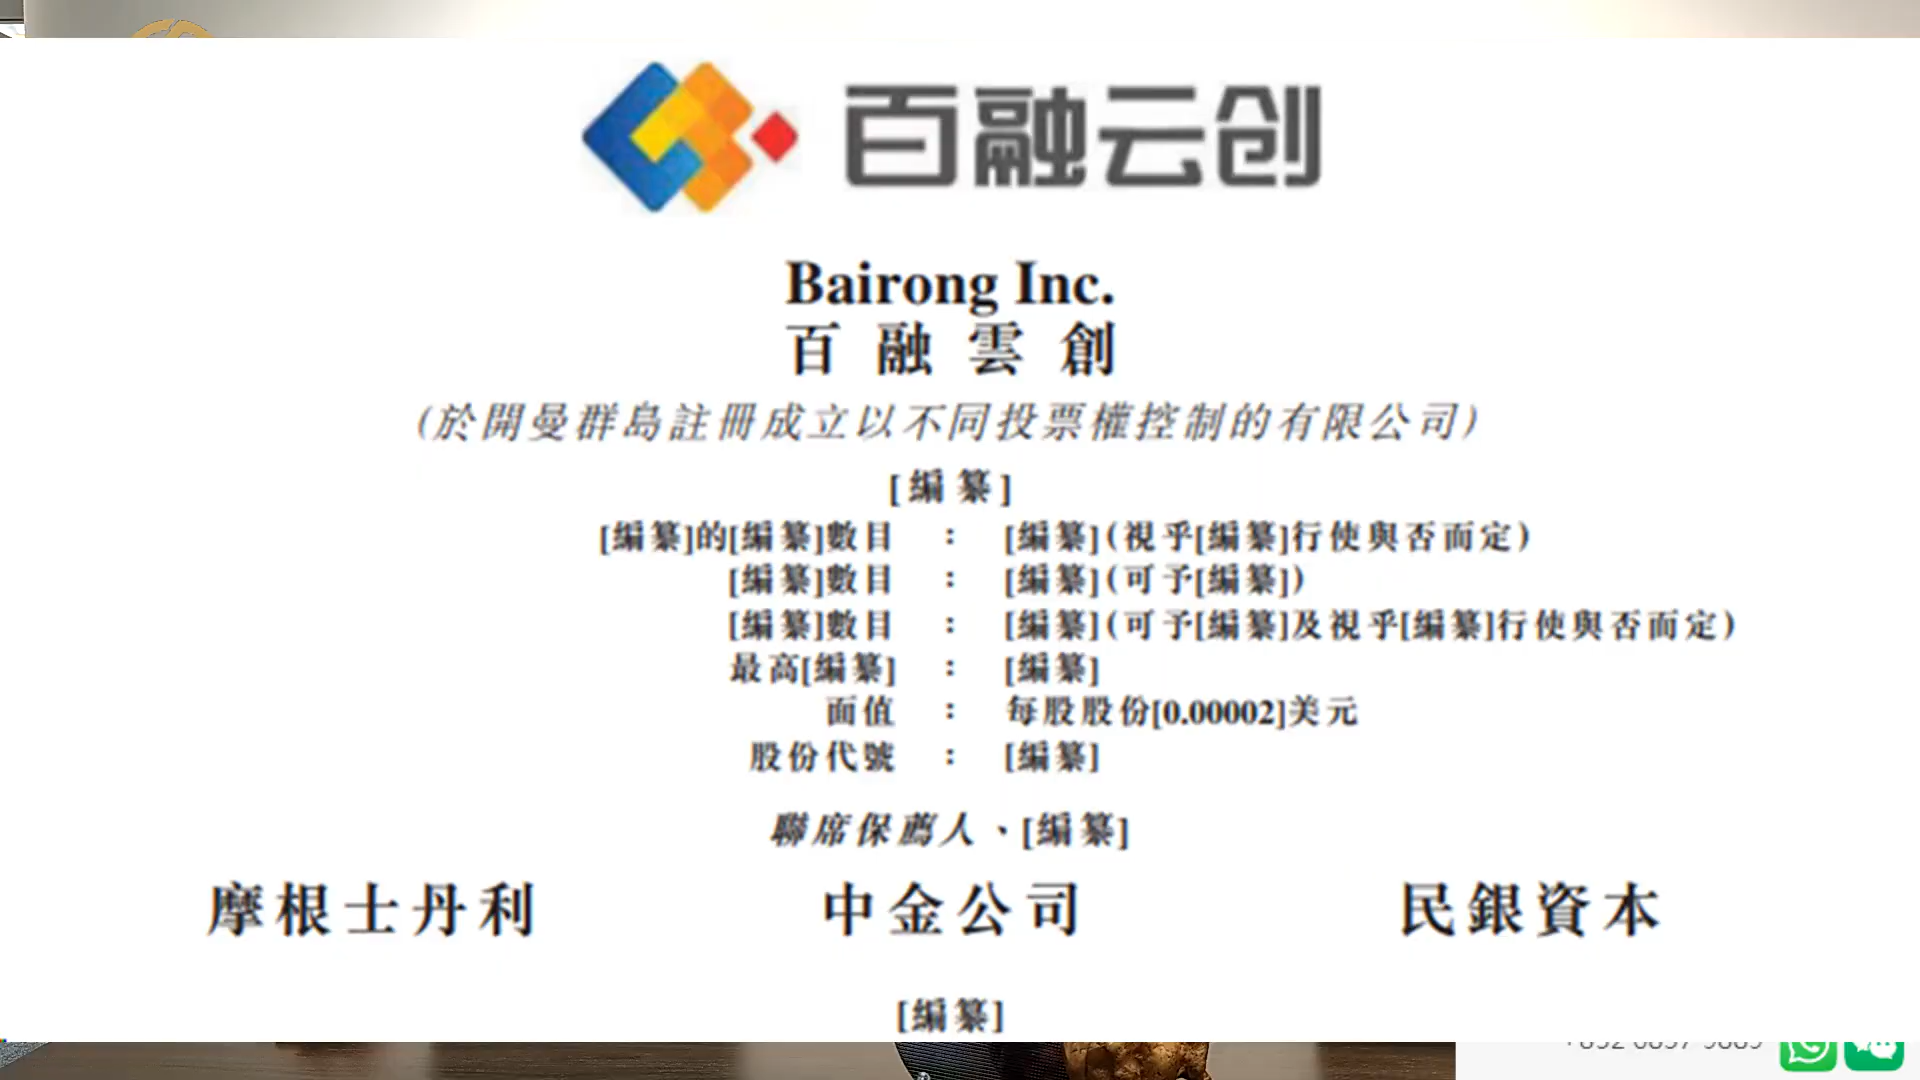 百融云创
Bairong Inc.
百融雲創
(於開曼群島註冊成立以不同投票權控制的有限公司)
[編纂]
[編纂]的[編纂]數目 : [編纂](視乎[編纂]行使與否而定)
[編纂]數目 : [編纂](可予[編纂])
[編纂]數目 : [編纂](可予[編纂]及視乎[編纂]行使與否而定)
最高[編纂] : [編纂]
面值 : 每股股份[0.00002]美元
股份代號 : [編纂]
聯席保薦人、[編纂]
摩根士丹利 中金公司 民銀資本
[編纂]